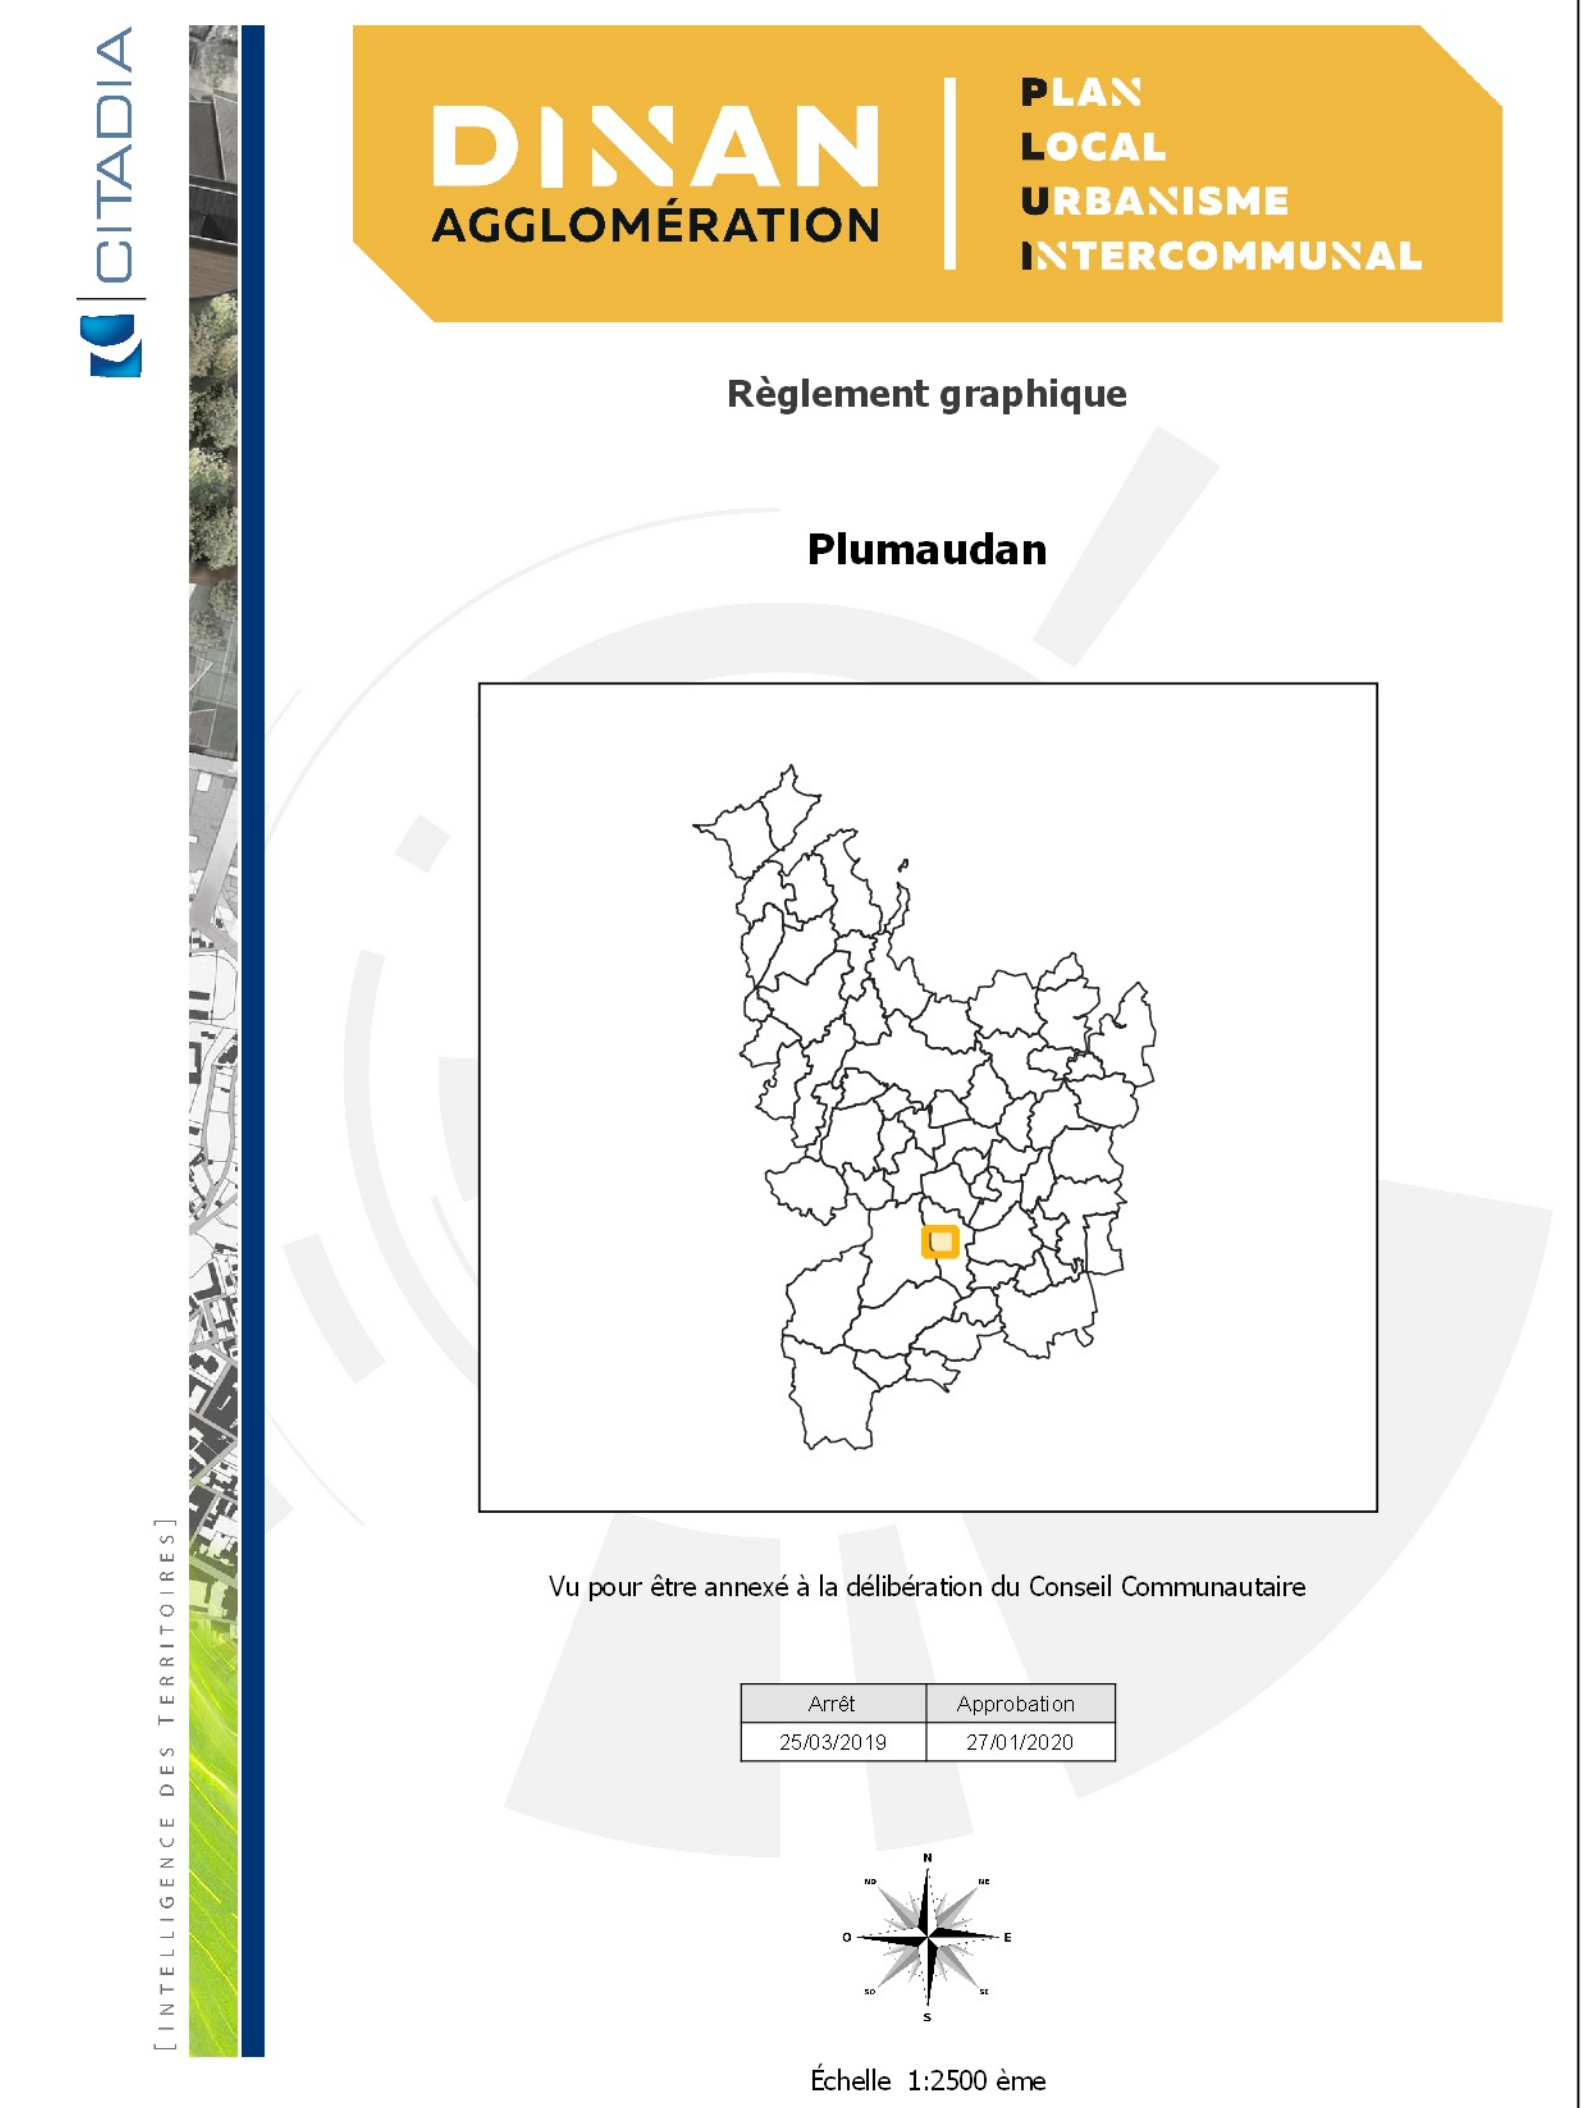 CITADIA
DINAN
AGGLOMÉRATION
PLAN
LOCAL
URBANISME
INTERCOMMUNAL
Règlement graphique
Plumaudan
Vu pour être annexé à la délibération du Conseil Communautaire
Arrêt Approbation
25/03/2019 27/01/2020
N
NO NE
O E
SO SE
S
Échelle 1:2500 ème
[INTELLIGENCE DES TERRITOIRES]